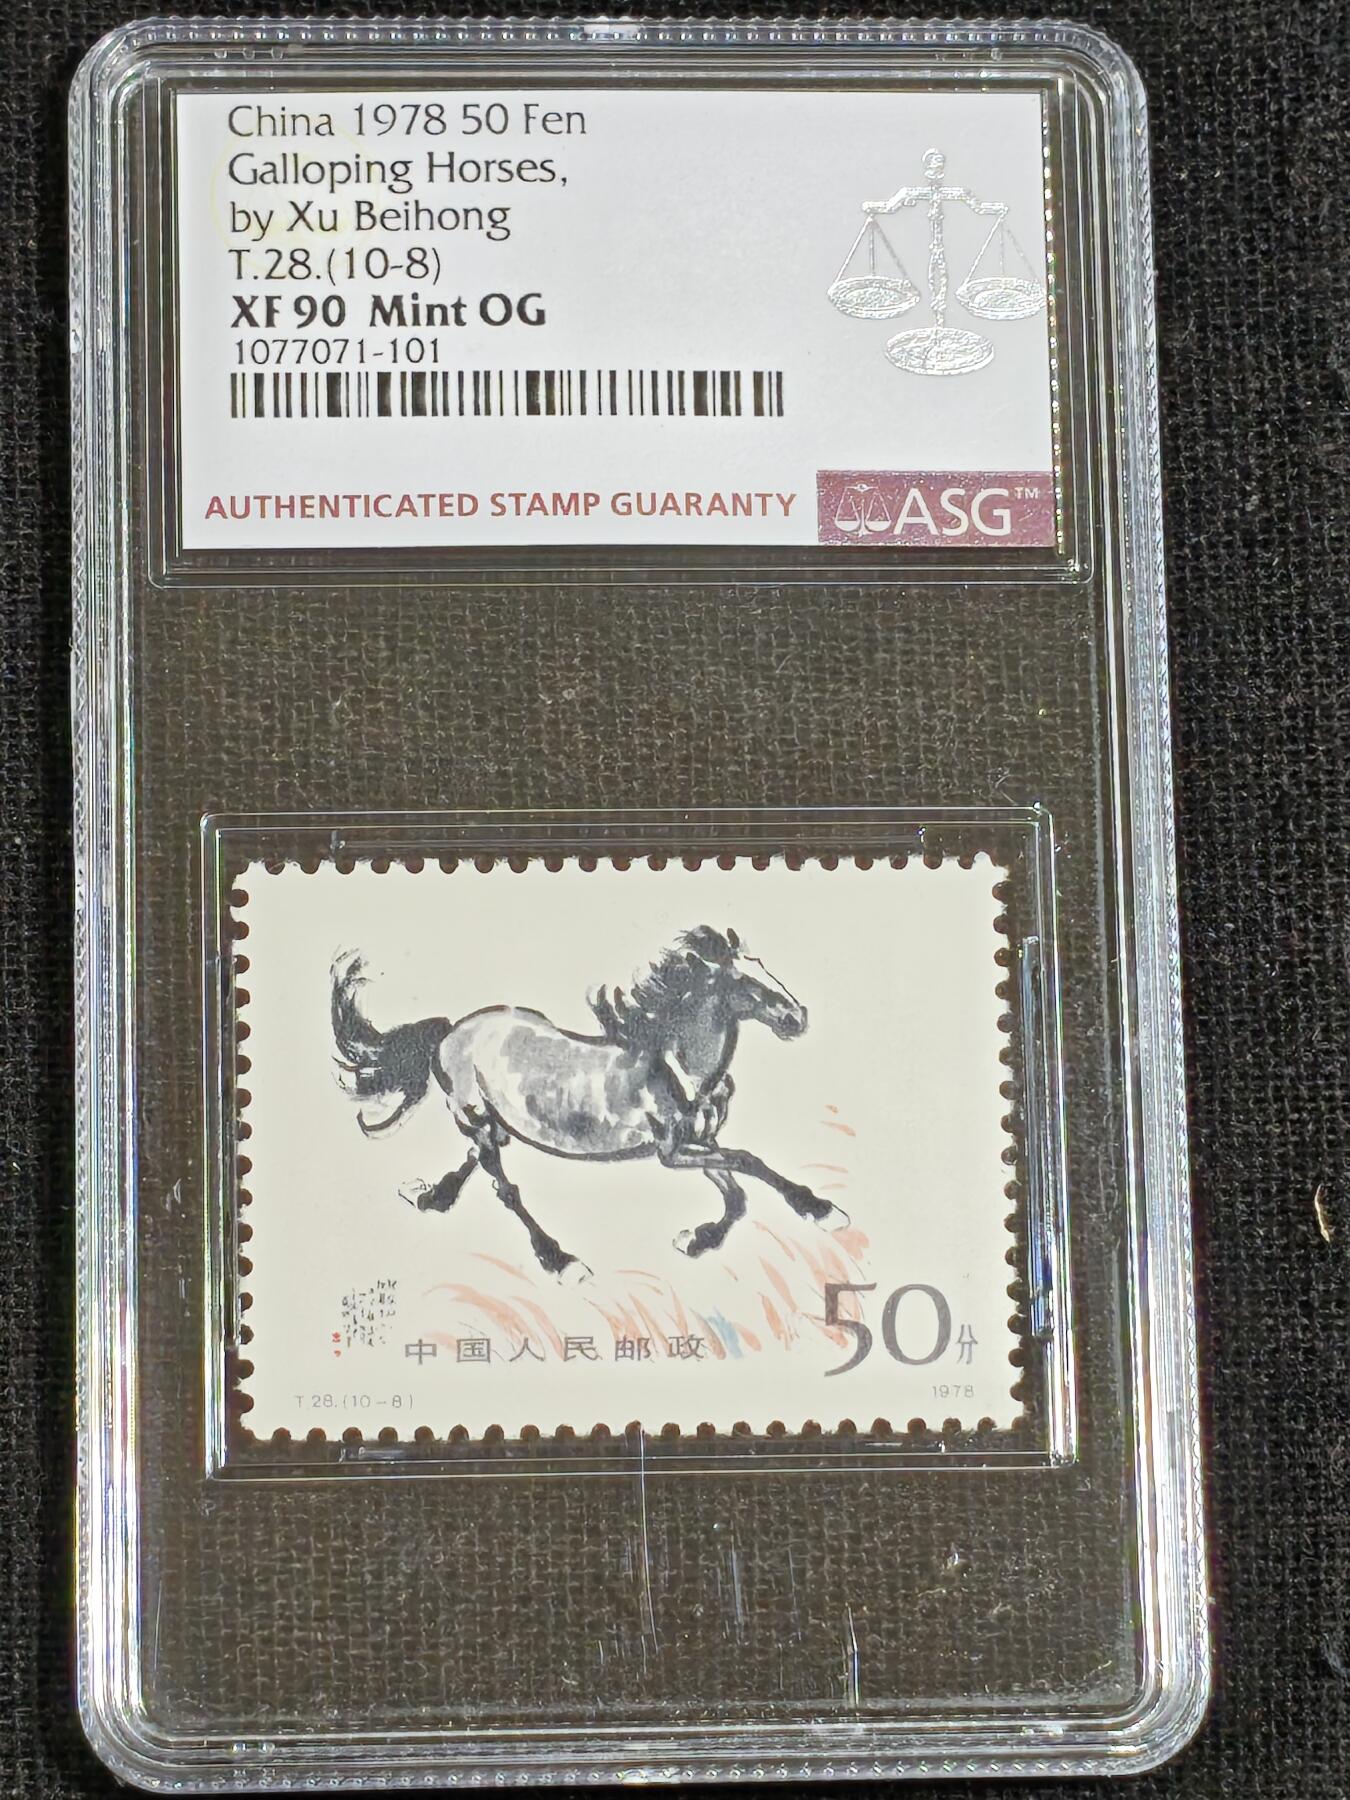 China 1978 50 Fen
Galloping Horses,
by Xu Beihong
T.28.(10-8)
XF 90 Mint OG
1077071-101
AUTHENTICATED STAMP GUARANTY
ASG™
中国人民邮政
50分
T.28.(10-8)
1978